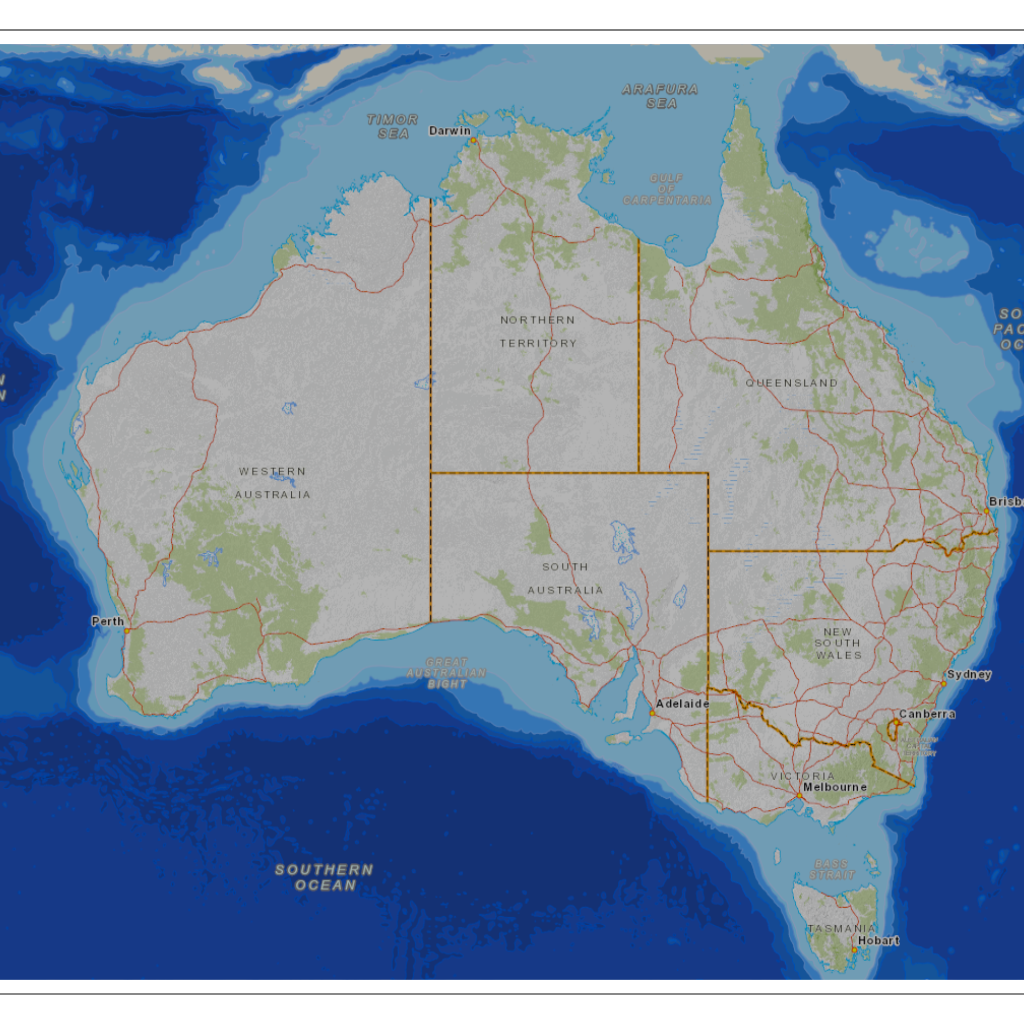 ARAFURA
SEA
TIMOR
SEA
Darwin
GULF
OF
CARPENTARIA
NORTHERN
TERRITORY
SO
PAC
OC
QUEENSLAND
N
N
WESTERN
AUSTRALIA
Brisba
SOUTH
AUSTRALIA
Perth
NEW
SOUTH
WALES
GREAT
AUSTRALIAN
BIGHT
Sydney
Adelaide
Canberra
VICTORIA
Melbourne
SOUTHERN
OCEAN
BASS
STRAIT
TASMANIA
Hobart